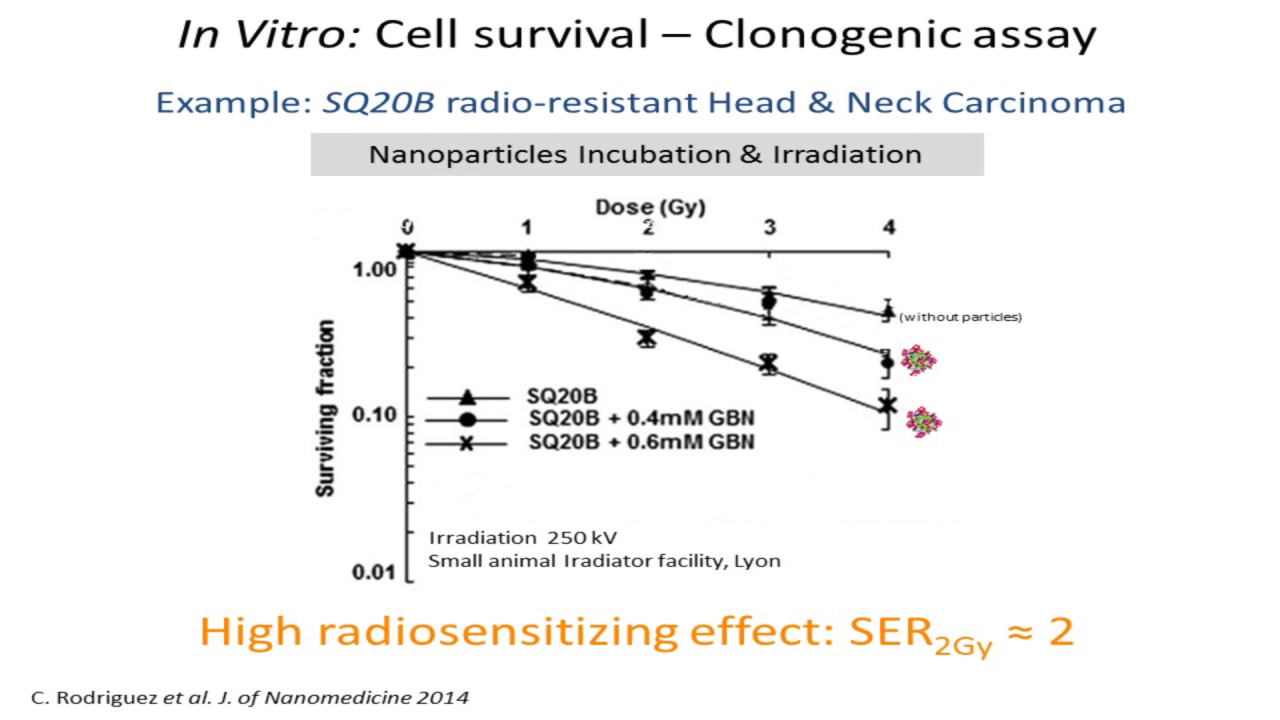 In Vitro: Cell survival – Clonogenic assay
Example: SQ20B radio-resistant Head & Neck Carcinoma
Nanoparticles Incubation & Irradiation
Dose (Gy)
0 1 2 3 4
1.00
(without particles)
Surviving fraction
SQ20B
0.10
SQ20B + 0.4mM GBN
SQ20B + 0.6mM GBN
Irradiation 250 kV
Small animal Iradiator facility, Lyon
0.01
High radiosensitizing effect: SER2Gy ≈ 2
C. Rodriguez et al. J. of Nanomedicine 2014